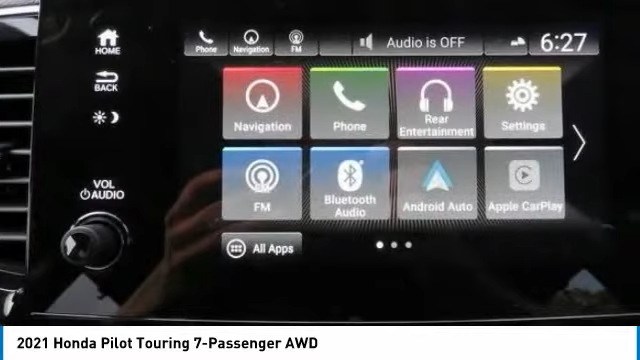 HOME
BACK
VOL
AUDIO
Phone
Navigation
FM
Audio is OFF
6:27
Navigation
Phone
Rear
Entertainment
Settings
FM
Bluetooth
Audio
Android Auto
Apple CarPlay
All Apps
2021 Honda Pilot Touring 7-Passenger AWD